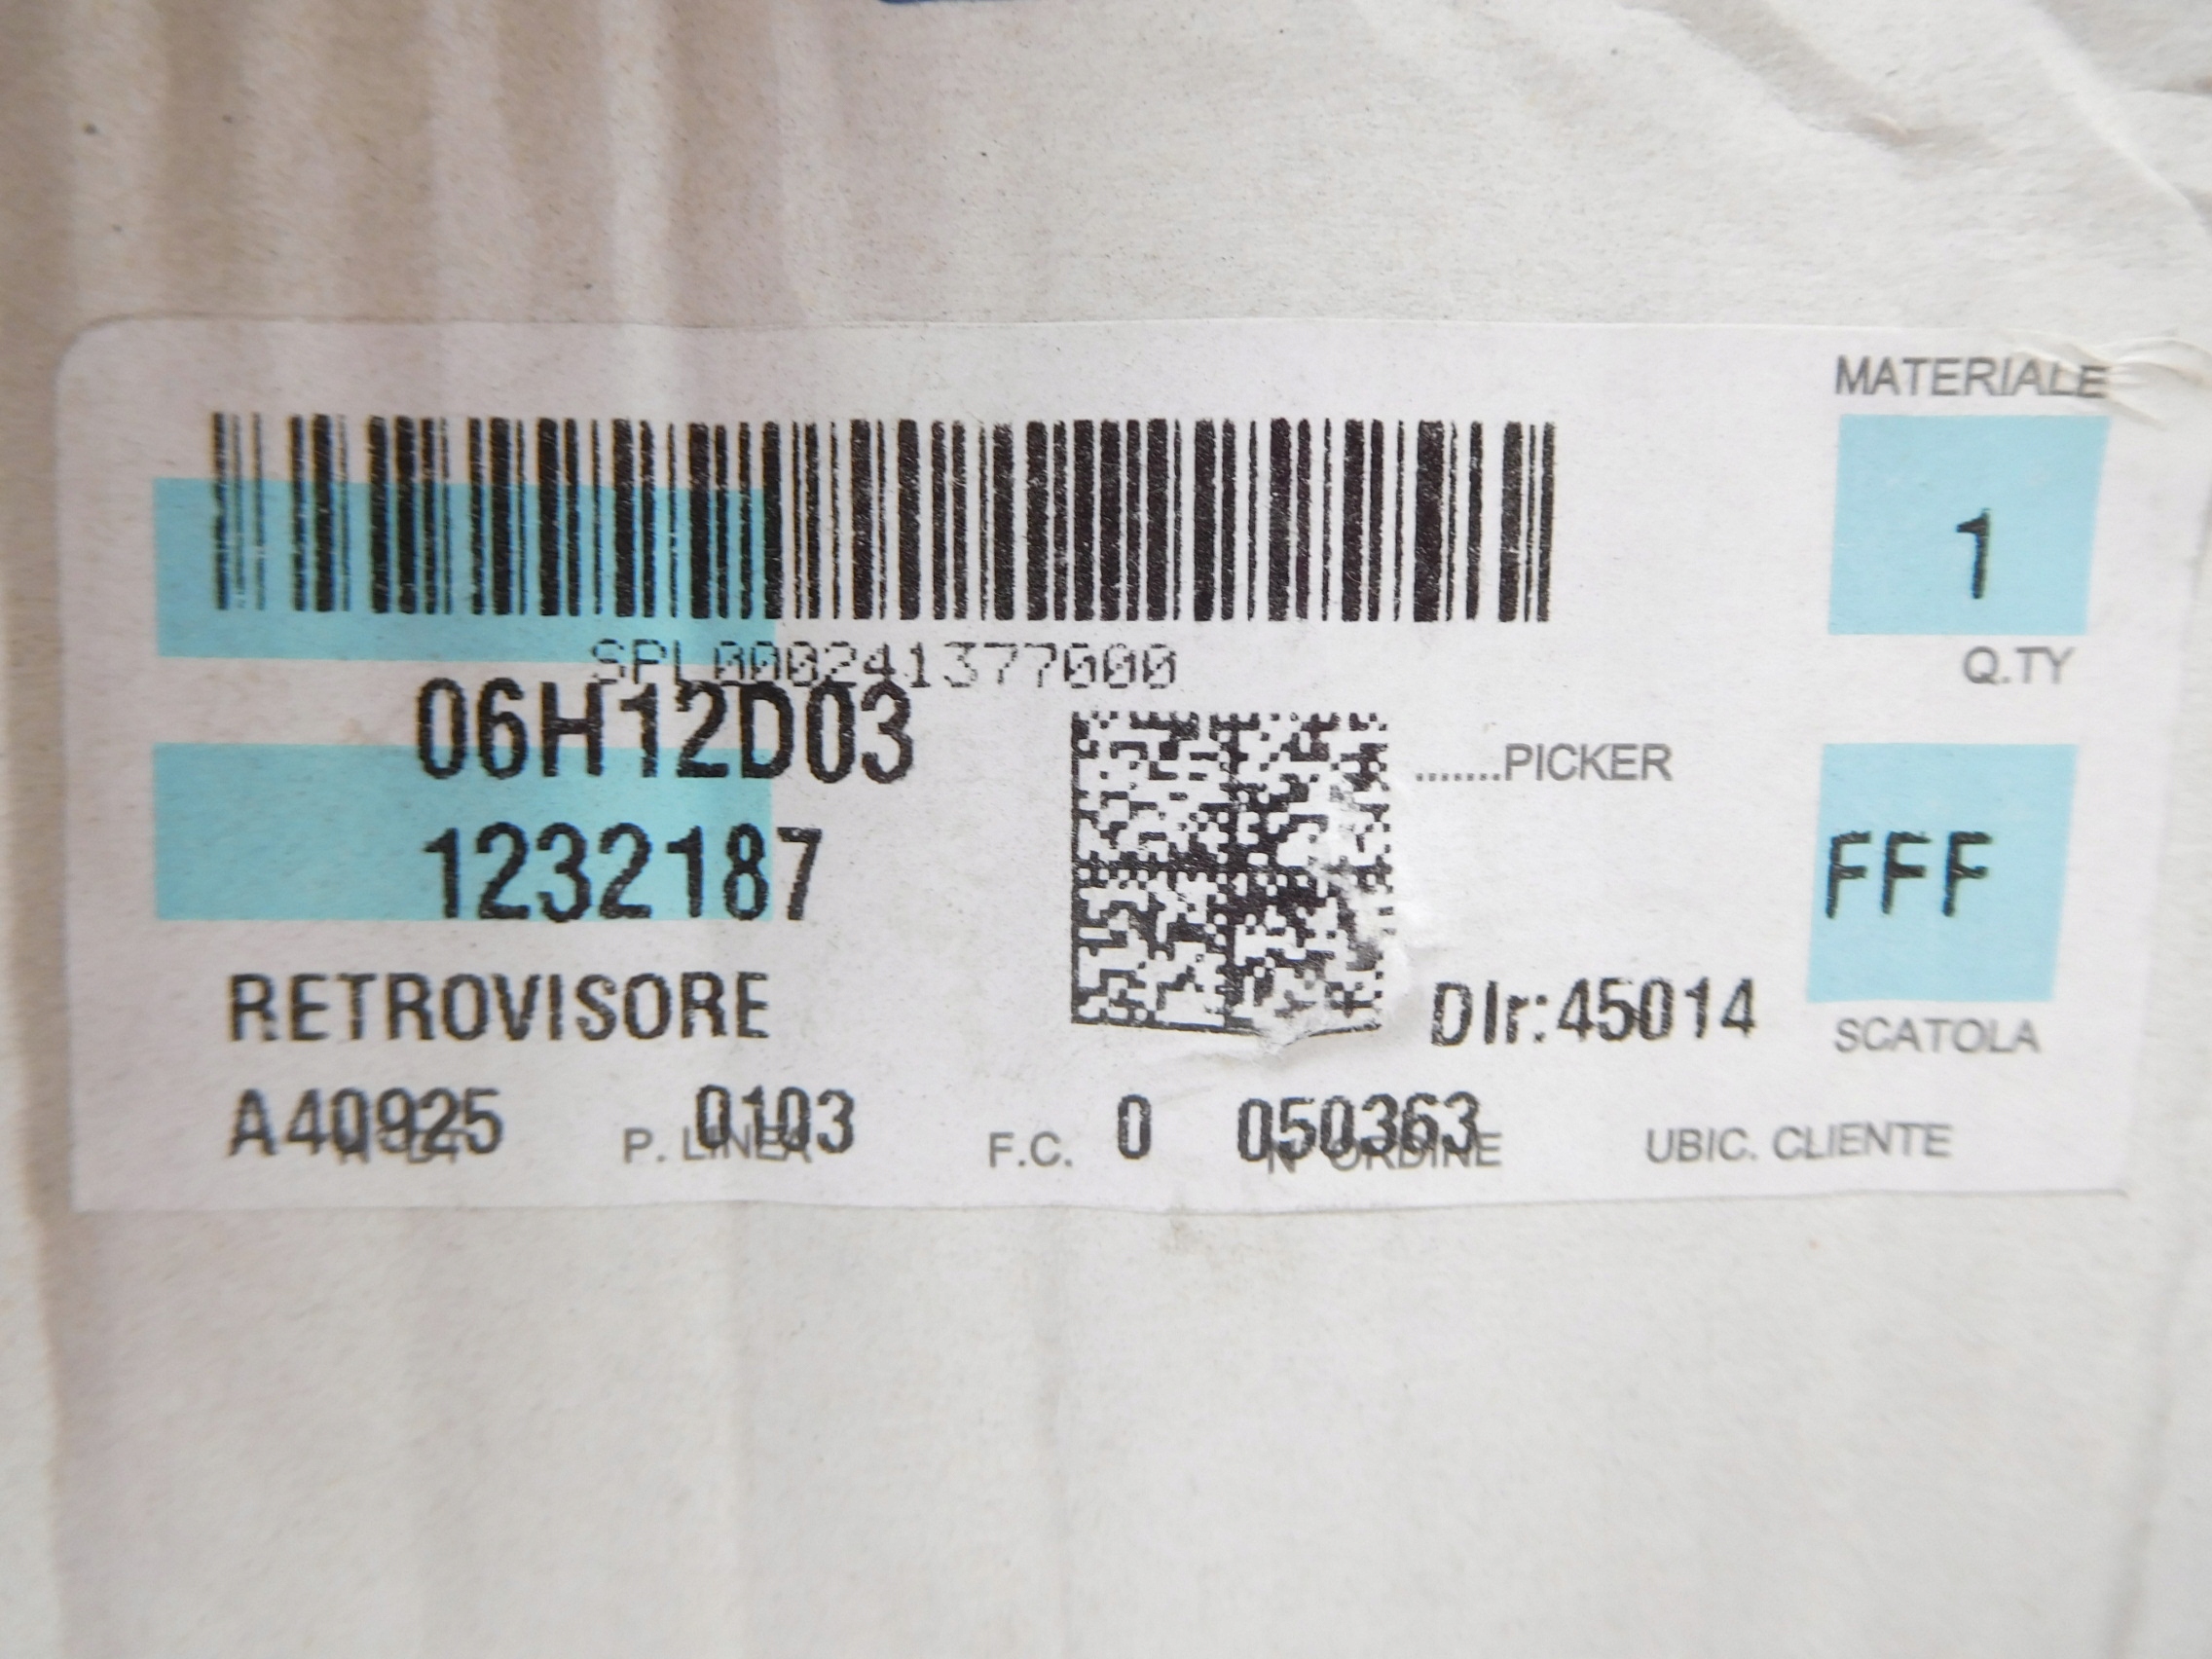 MATERIALE
1
SPL000241377000
Q.TY
06H12D03
.......PICKER
1232187
FFF
RETROVISORE
Dlr:45014
SCATOLA
A40925 P. LINEA 0103 F.C. 0 050363 N° ORDINE UBIC. CLIENTE